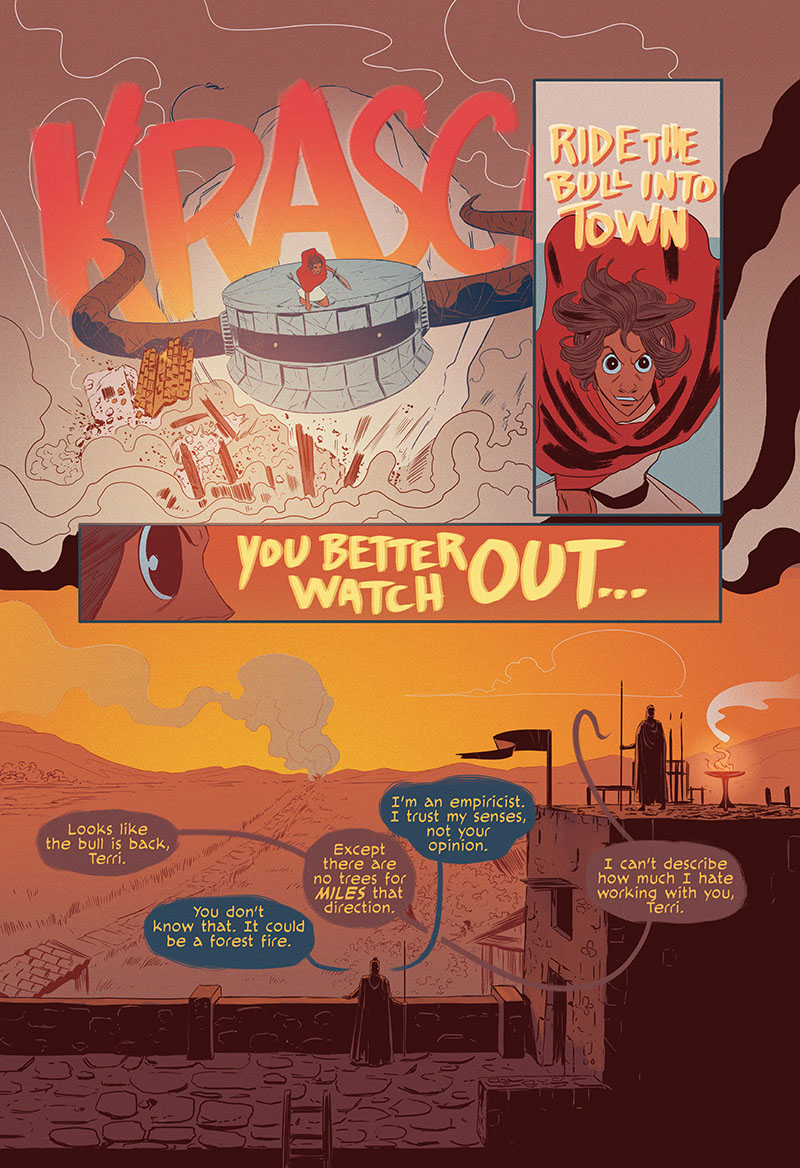 KRASC
RIDE THE
BULL INTO
TOWN
YOU BETTER
WATCH OUT...
Looks like
the bull is back,
Terri.
You don't
know that. It could
be a forest fire.
Except
there are
no trees for
MILES that
direction.
I'm an empiricist.
I trust my senses,
not your
opinion.
I can't describe
how much I hate
working with you,
Terri.